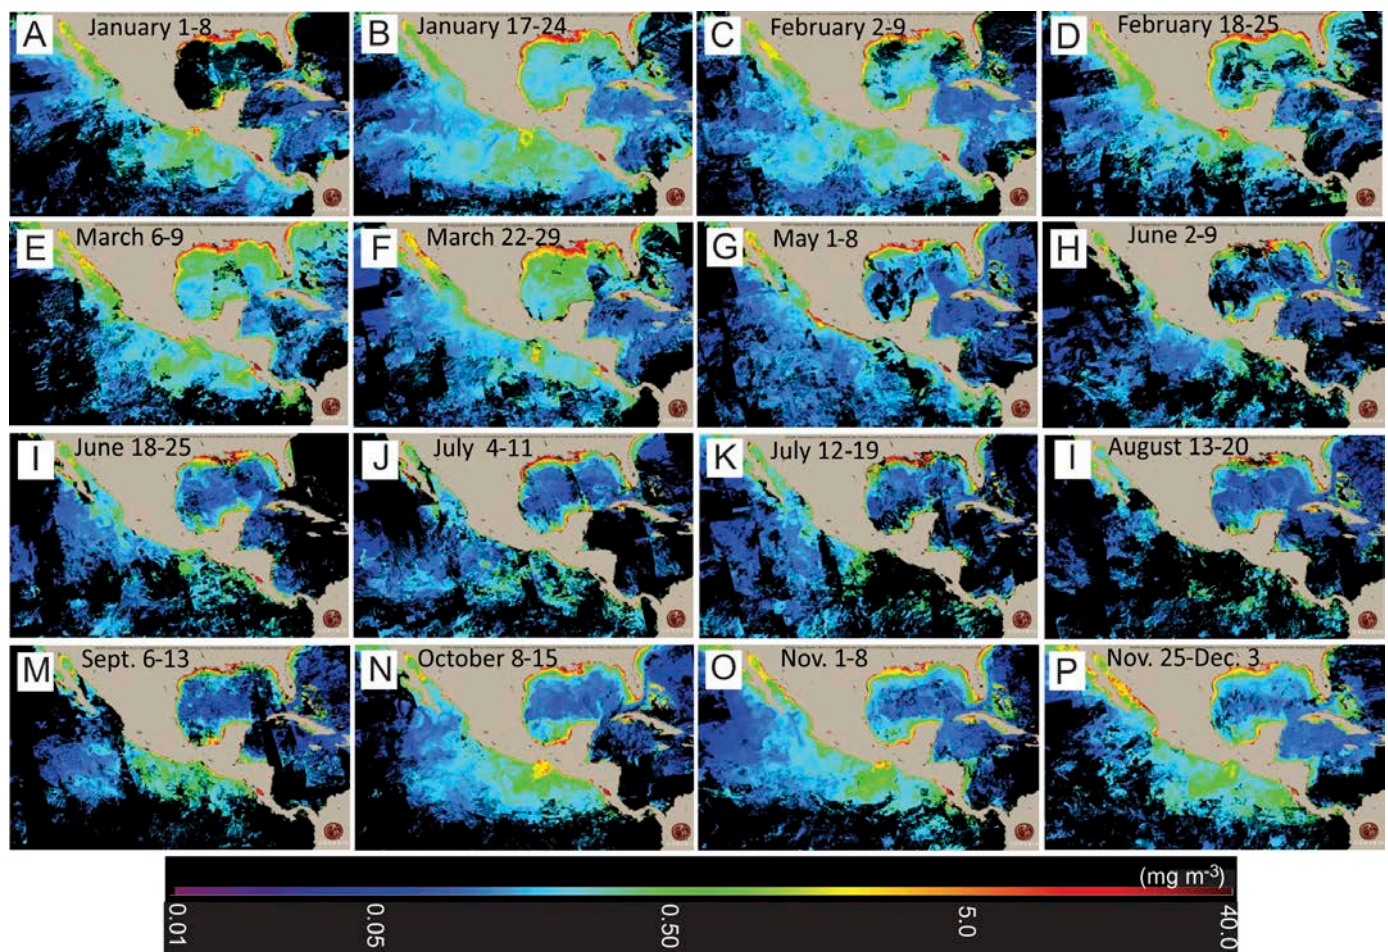 A January 1-8
B January 17-24
C February 2-9
D February 18-25
E March 6-9
F March 22-29
G May 1-8
H June 2-9
I June 18-25
J July 4-11
K July 12-19
I August 13-20
M Sept. 6-13
N October 8-15
O Nov. 1-8
P Nov. 25-Dec. 3
(mg m-3)
0.01 0.05 0.50 5.0 40.0